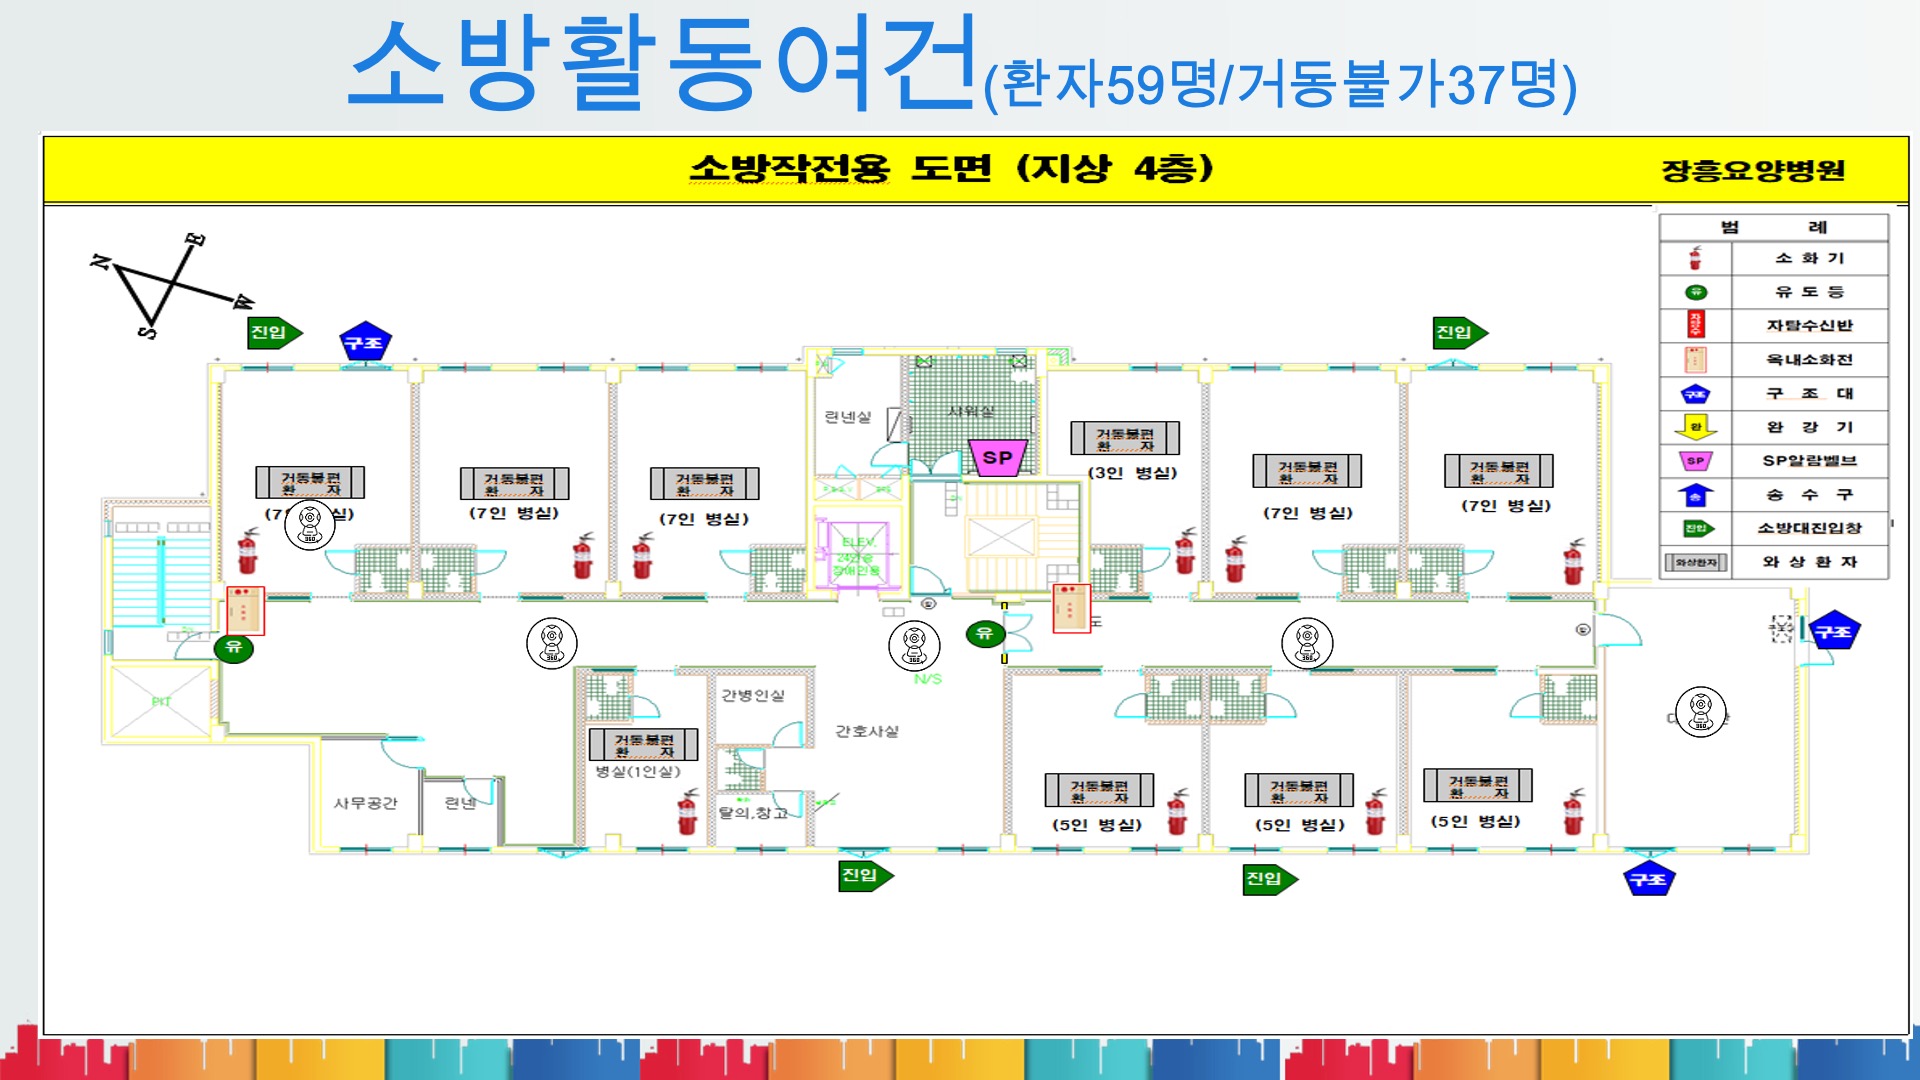 소방활동여건(환자59명/거동불가37명)
소방작전용 도면 (지상 4층)
장흥요양병원
범 례
소 화 기
유
유 도 등
자탐수신반
옥내소화전
구조
구 조 대
완
완 강 기
SP
SP알람벨브
송
송 수 구
진입
소방대진입창
와상환자
와 상 환 자
N
E
S
W
진입
구조
진입
린넨실
샤워실
SP
거동불편
환 자
(7인 병실)
거동불편
환 자
(7인 병실)
거동불편
환 자
(7인 병실)
거동불편
환 자
(3인 병실)
거동불편
환 자
(7인 병실)
거동불편
환 자
(7인 병실)
ELEV.
장애인용
유
유
구조
PIT
N/S
간병인실
간호사실
거동불편
환 자
병실(1인실)
사무공간
린넨
탈의,창고
거동불편
환 자
(5인 병실)
거동불편
환 자
(5인 병실)
거동불편
환 자
(5인 병실)
진입
진입
구조